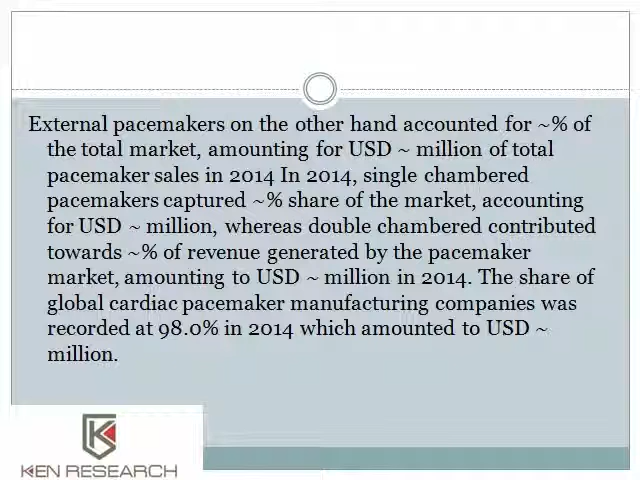 External pacemakers on the other hand accounted for ~% of
the total market, amounting for USD ~ million of total
pacemaker sales in 2014 In 2014, single chambered
pacemakers captured ~% share of the market, accounting
for USD ~ million, whereas double chambered contributed
towards ~% of revenue generated by the pacemaker
market, amounting to USD ~ million in 2014. The share of
global cardiac pacemaker manufacturing companies was
recorded at 98.0% in 2014 which amounted to USD ~
million.
KEN RESEARCH